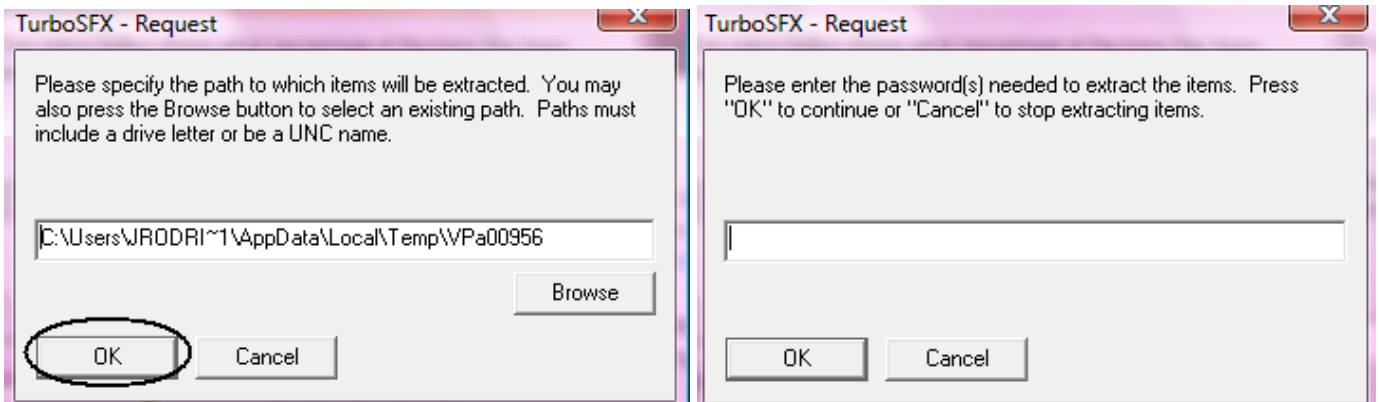 TurboSFX - Request
Please specify the path to which items will be extracted.  You may
also press the Browse button to select an existing path.  Paths must
include a drive letter or be a UNC name.
C:\Users\JRODRI~1\AppData\Local\Temp\VPa00956
Browse
OK
Cancel
TurboSFX - Request
Please enter the password(s) needed to extract the items.  Press
"OK" to continue or "Cancel" to stop extracting items.
OK
Cancel